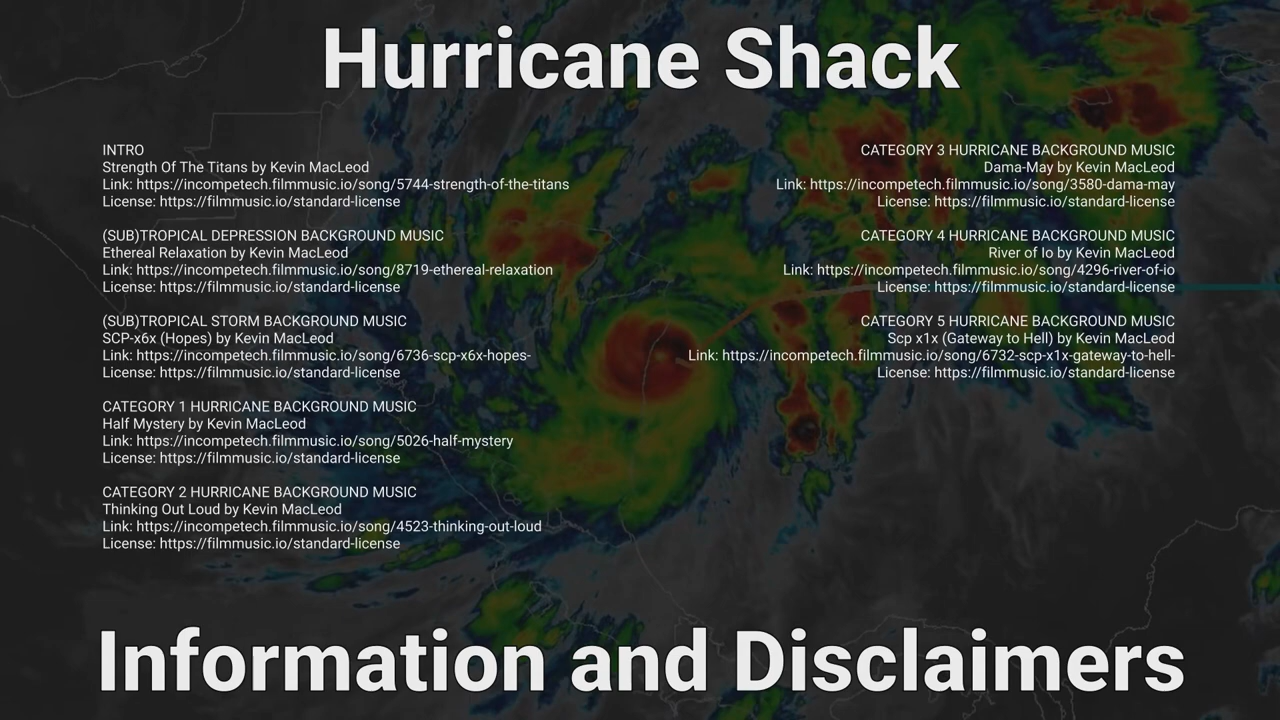 Hurricane Shack
INTRO
Strength Of The Titans by Kevin MacLeod
Link: https://incompetech.filmmusic.io/song/5744-strength-of-the-titans
License: https://filmmusic.io/standard-license
(SUB)TROPICAL DEPRESSION BACKGROUND MUSIC
Ethereal Relaxation by Kevin MacLeod
Link: https://incompetech.filmmusic.io/song/8719-ethereal-relaxation
License: https://filmmusic.io/standard-license
(SUB)TROPICAL STORM BACKGROUND MUSIC
SCP-x6x (Hopes) by Kevin MacLeod
Link: https://incompetech.filmmusic.io/song/6736-scp-x6x-hopes-
License: https://filmmusic.io/standard-license
CATEGORY 1 HURRICANE BACKGROUND MUSIC
Half Mystery by Kevin MacLeod
Link: https://incompetech.filmmusic.io/song/5026-half-mystery
License: https://filmmusic.io/standard-license
CATEGORY 2 HURRICANE BACKGROUND MUSIC
Thinking Out Loud by Kevin MacLeod
Link: https://incompetech.filmmusic.io/song/4523-thinking-out-loud
License: https://filmmusic.io/standard-license
CATEGORY 3 HURRICANE BACKGROUND MUSIC
Dama-May by Kevin MacLeod
Link: https://incompetech.filmmusic.io/song/3580-dama-may
License: https://filmmusic.io/standard-license
CATEGORY 4 HURRICANE BACKGROUND MUSIC
River of Io by Kevin MacLeod
Link: https://incompetech.filmmusic.io/song/4296-river-of-io
License: https://filmmusic.io/standard-license
CATEGORY 5 HURRICANE BACKGROUND MUSIC
Scp x1x (Gateway to Hell) by Kevin MacLeod
Link: https://incompetech.filmmusic.io/song/6732-scp-x1x-gateway-to-hell-
License: https://filmmusic.io/standard-license
Information and Disclaimers